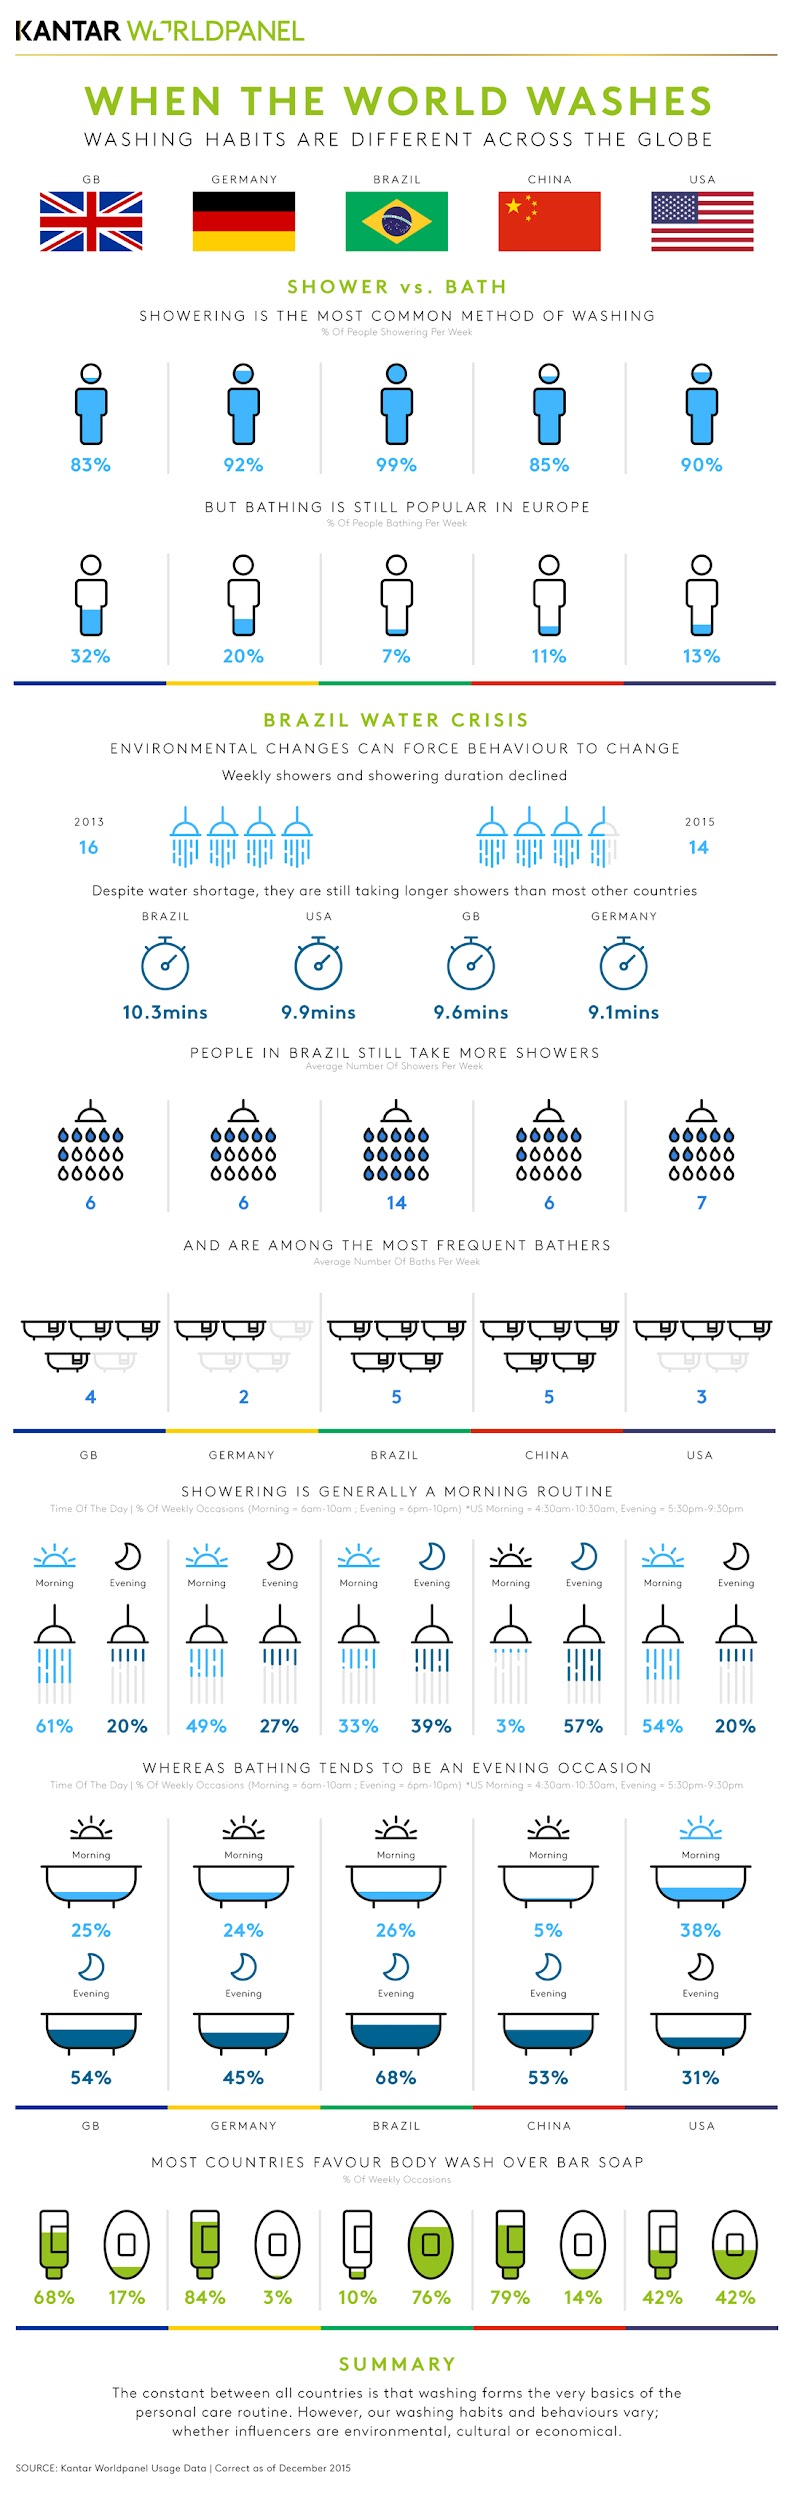 KANTAR WORLDPANEL
WHEN THE WORLD WASHES
WASHING HABITS ARE DIFFERENT ACROSS THE GLOBE
GB GERMANY BRAZIL CHINA USA
SHOWER vs. BATH
SHOWERING IS THE MOST COMMON METHOD OF WASHING
% Of People Showering Per Week
83% 92% 99% 85% 90%
BUT BATHING IS STILL POPULAR IN EUROPE
% Of People Bathing Per Week
32% 20% 7% 11% 13%
BRAZIL WATER CRISIS
ENVIRONMENTAL CHANGES CAN FORCE BEHAVIOUR TO CHANGE
Weekly showers and showering duration declined
2013 2015
16 14
Despite water shortage, they are still taking longer showers than most other countries
BRAZIL USA GB GERMANY
10.3mins 9.9mins 9.6mins 9.1mins
PEOPLE IN BRAZIL STILL TAKE MORE SHOWERS
Average Number Of Showers Per Week
6 6 14 6 7
AND ARE AMONG THE MOST FREQUENT BATHERS
Average Number Of Baths Per Week
4 2 5 5 3
GB GERMANY BRAZIL CHINA USA
SHOWERING IS GENERALLY A MORNING ROUTINE
Time Of The Day | % Of Weekly Occasions (Morning = 6am-10am ; Evening = 6pm-10pm) *US Morning = 4:30am-10:30am, Evening = 5:30pm-9:30pm
Morning Evening Morning Evening Morning Evening Morning Evening Morning Evening
61% 20% 49% 27% 33% 39% 3% 57% 54% 20%
WHEREAS BATHING TENDS TO BE AN EVENING OCCASION
Time Of The Day | % Of Weekly Occasions (Morning = 6am-10am ; Evening = 6pm-10pm) *US Morning = 4:30am-10:30am, Evening = 5:30pm-9:30pm
Morning Morning Morning Morning Morning
25% 24% 26% 5% 38%
Evening Evening Evening Evening Evening
54% 45% 68% 53% 31%
GB GERMANY BRAZIL CHINA USA
MOST COUNTRIES FAVOUR BODY WASH OVER BAR SOAP
% Of Weekly Occasions
68% 17% 84% 3% 10% 76% 79% 14% 42% 42%
SUMMARY
The constant between all countries is that washing forms the very basics of the
personal care routine. However, our washing habits and behaviours vary;
whether influencers are environmental, cultural or economical.
SOURCE: Kantar Worldpanel Usage Data | Correct as of December 2015